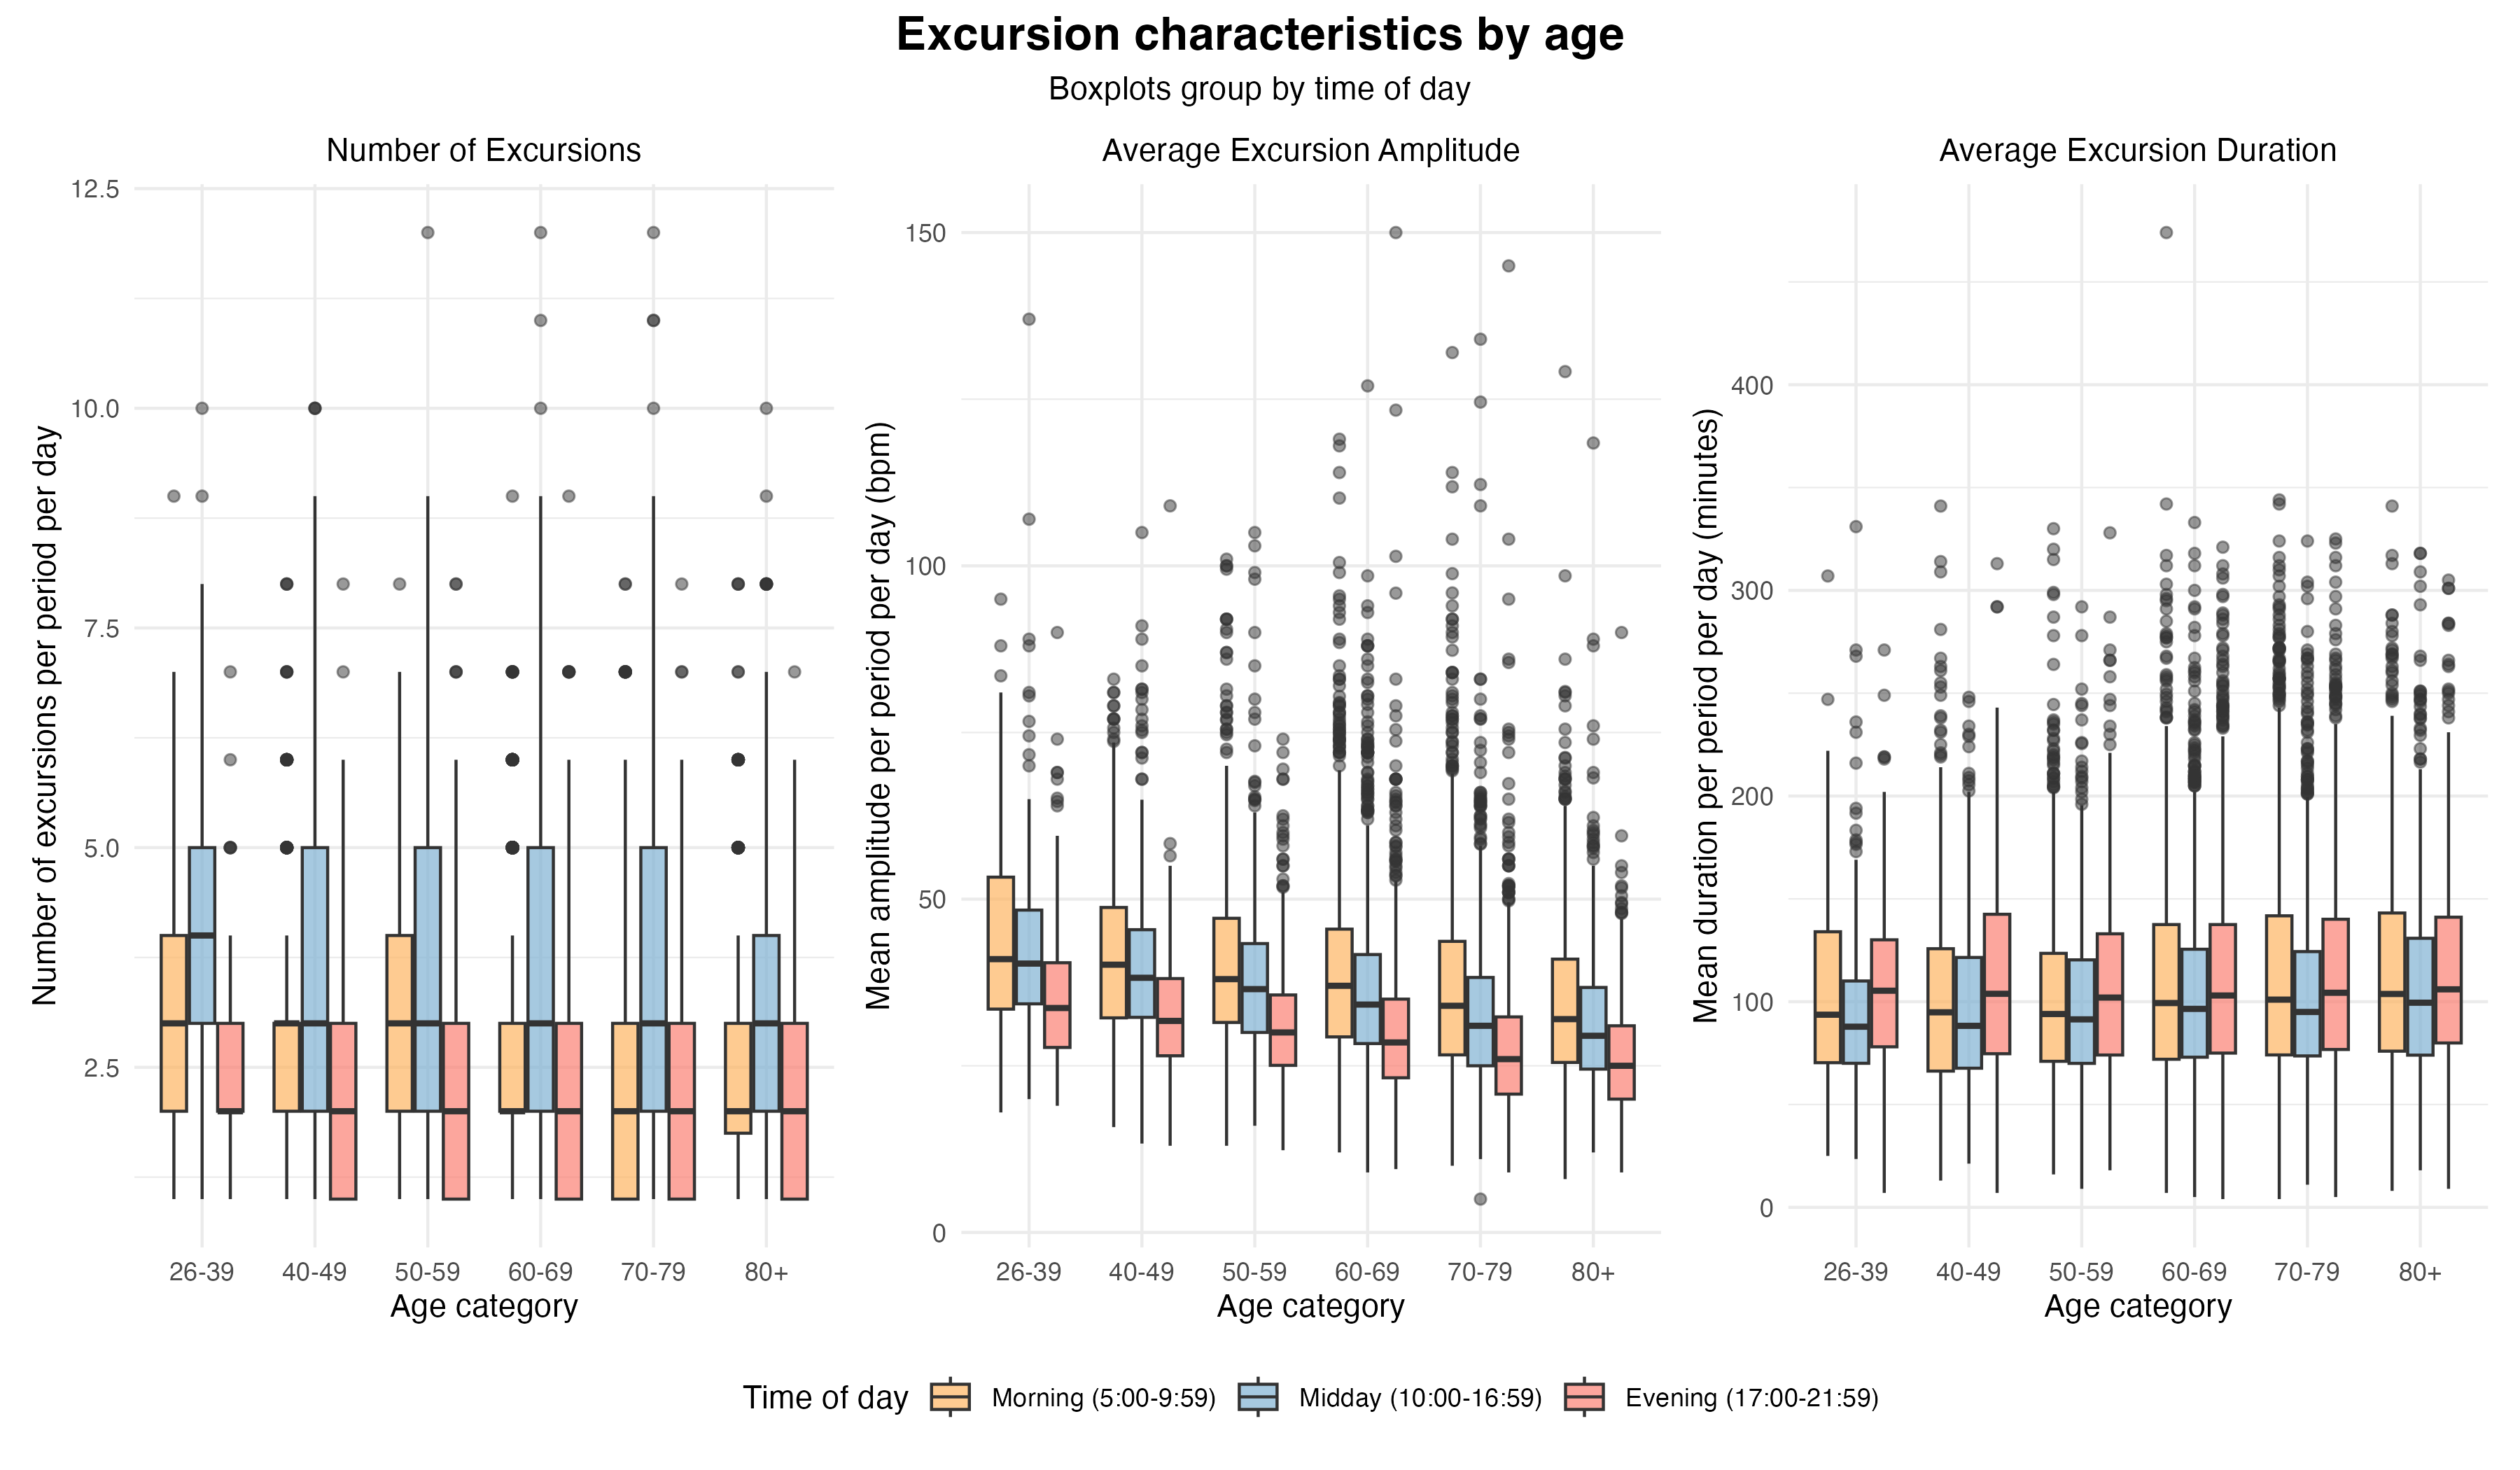 Excursion characteristics by age
Boxplots group by time of day
Number of Excursions
Number of excursions per period per day
12.5
10.0
7.5
5.0
2.5
26-39 40-49 50-59 60-69 70-79 80+
Age category
Average Excursion Amplitude
Mean amplitude per period per day (bpm)
150
100
50
0
26-39 40-49 50-59 60-69 70-79 80+
Age category
Average Excursion Duration
Mean duration per period per day (minutes)
400
300
200
100
0
26-39 40-49 50-59 60-69 70-79 80+
Age category
Time of day Morning (5:00-9:59) Midday (10:00-16:59) Evening (17:00-21:59)